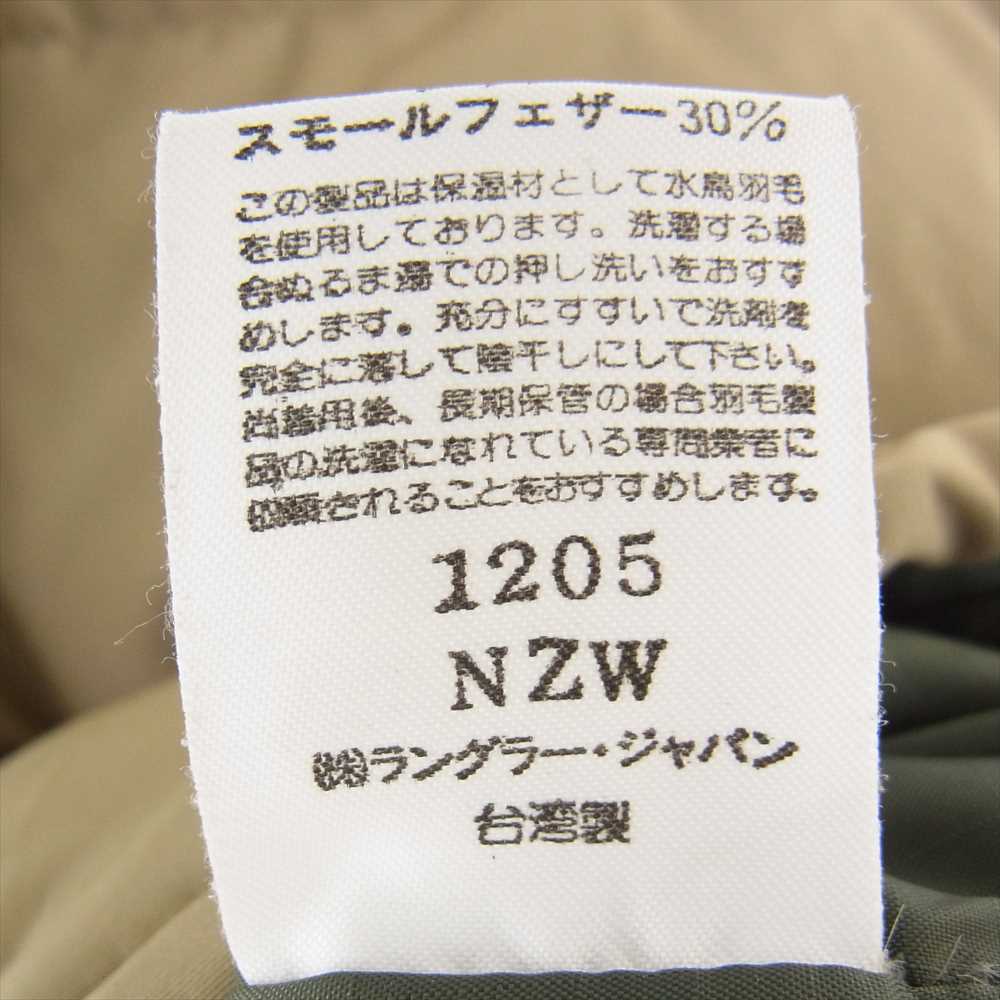 スモールフェザー30%
この製品は保温材として水鳥羽毛
を使用しております。洗濯する場
合ぬるま湯での押し洗いをおすす
めします。充分にすすいで洗剤を
完全に落して陰干しにして下さい。
尚着用後、長期保管の場合羽毛製
品の洗濯になれている専問業者に
依頼されることをおすすめします。
1205
NZW
㈱ラングラー・ジャパン
台湾製